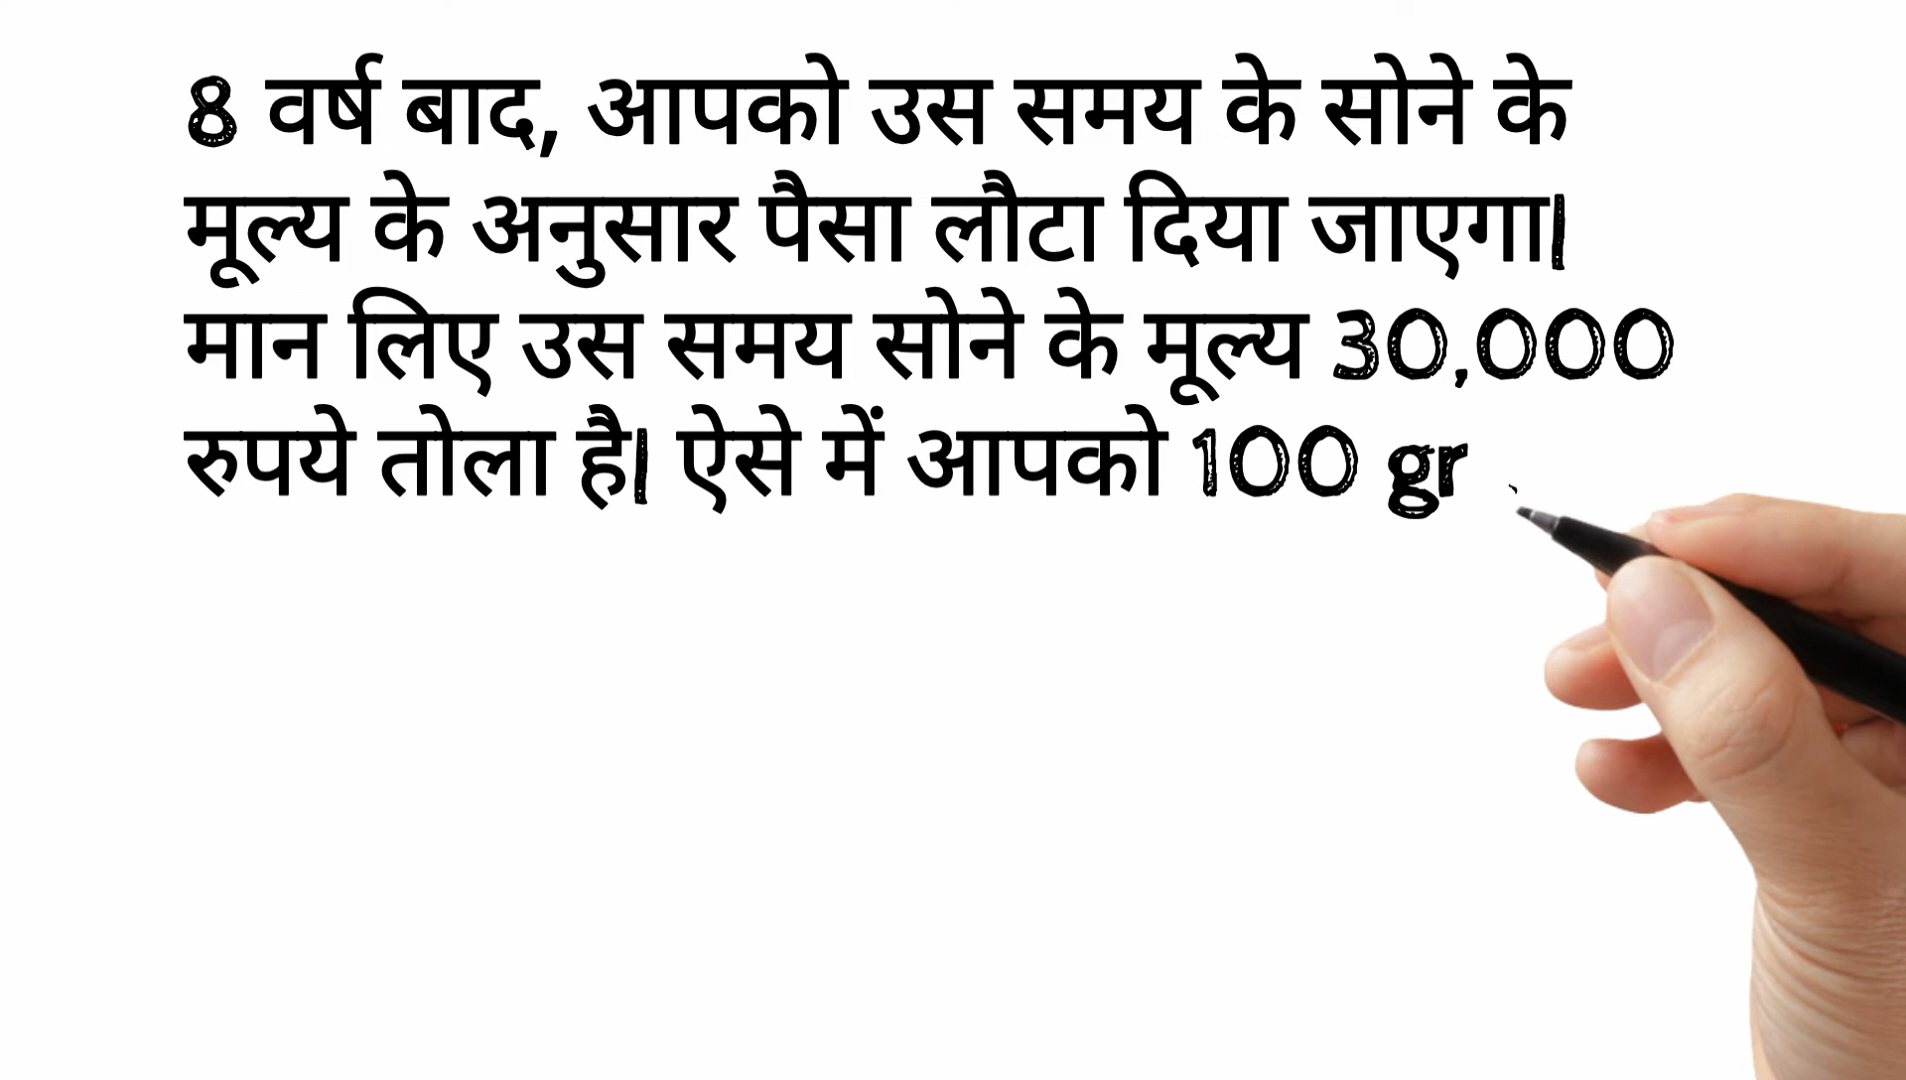 8 वर्ष बाद, आपको उस समय के सोने के
मूल्य के अनुसार पैसा लौटा दिया जाएगा|
मान लिए उस समय सोने के मूल्य 30,000
रुपये तोला है| ऐसे में आपको 100 gr